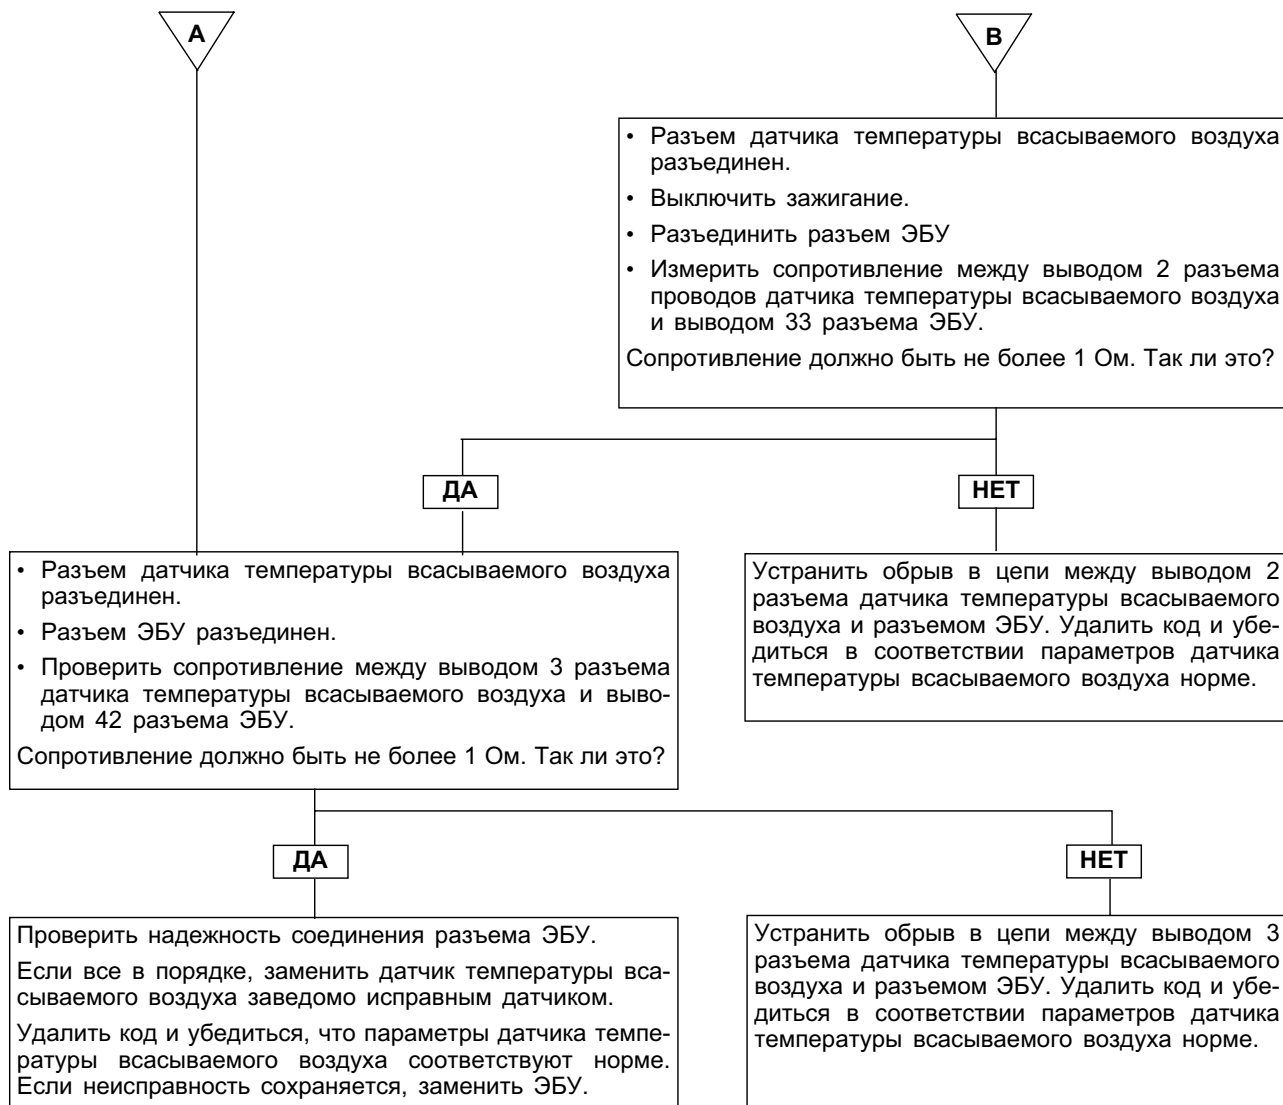 A
B
• Разъем датчика температуры всасываемого воздуха
разъединен.
• Выключить зажигание.
• Разъединить разъем ЭБУ
• Измерить сопротивление между выводом 2 разъема
проводов датчика температуры всасываемого воздуха
и выводом 33 разъема ЭБУ.
Сопротивление должно быть не более 1 Ом. Так ли это?
ДА
НЕТ
• Разъем датчика температуры всасываемого воздуха
разъединен.
• Разъем ЭБУ разъединен.
• Проверить сопротивление между выводом 3 разъема
датчика температуры всасываемого воздуха и выво-
дом 42 разъема ЭБУ.
Сопротивление должно быть не более 1 Ом. Так ли это?
Устранить обрыв в цепи между выводом 2
разъема датчика температуры всасываемого
воздуха и разъемом ЭБУ. Удалить код и убе-
диться в соответствии параметров датчика
температуры всасываемого воздуха норме.
ДА
НЕТ
Проверить надежность соединения разъема ЭБУ.
Если все в порядке, заменить датчик температуры вса-
сываемого воздуха заведомо исправным датчиком.
Удалить код и убедиться, что параметры датчика темпе-
ратуры всасываемого воздуха соответствуют норме.
Если неисправность сохраняется, заменить ЭБУ.
Устранить обрыв в цепи между выводом 3
разъема датчика температуры всасываемого
воздуха и разъемом ЭБУ. Удалить код и убе-
диться в соответствии параметров датчика
температуры всасываемого воздуха норме.